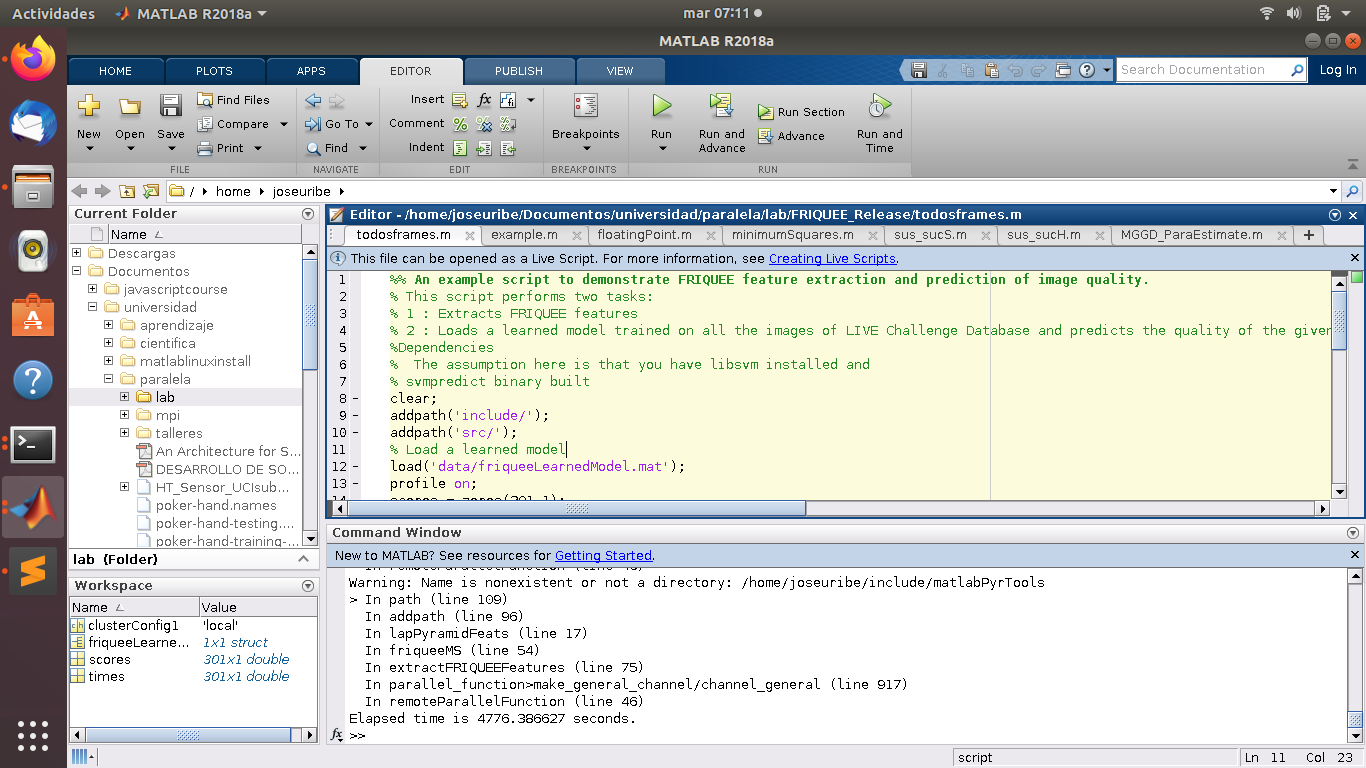 Actividades
MATLAB R2018a
mar 07:11
MATLAB R2018a
HOME
PLOTS
APPS
EDITOR
PUBLISH
VIEW
Search Documentation
Log In
New
Open
Save
Find Files
Compare
Print
FILE
Go To
Find
NAVIGATE
Insert
Comment
Indent
fx
EDIT
Breakpoints
BREAKPOINTS
Run
Run and
Advance
Run Section
Advance
Run and
Time
RUN
/ home joseuribe
Current Folder
Name
Descargas
Documentos
javascriptcourse
universidad
aprendizaje
cientifica
matlablinuxinstall
paralela
lab
mpi
talleres
An Architecture for S...
DESARROLLO DE SO...
HT_Sensor_UCIsub...
poker-hand.names
poker-hand-testing....
poker-hand-training-...
lab (Folder)
Workspace
Name Value
clusterConfig1 'local'
friqueeLearne... 1x1 struct
scores 301x1 double
times 301x1 double
Editor - /home/joseuribe/Documentos/universidad/paralela/lab/FRIQUEE_Release/todosframes.m
todosframes.m
example.m
floatingPoint.m
minimumSquares.m
sus_sucS.m
sus_sucH.m
MGGD_ParaEstimate.m
This file can be opened as a Live Script. For more information, see Creating Live Scripts.
1 %% An example script to demonstrate FRIQUEE feature extraction and prediction of image quality.
2 % This script performs two tasks:
3 % 1 : Extracts FRIQUEE features
4 % 2 : Loads a learned model trained on all the images of LIVE Challenge Database and predicts the quality of the given
5 %Dependencies
6 %  The assumption here is that you have libsvm installed and
7 % svmpredict binary built
8 - clear;
9 - addpath('include/');
10 - addpath('src/');
11 % Load a learned model
12 - load('data/friqueeLearnedModel.mat');
13 - profile on;
14 - scores = zeros(301,1);
Command Window
New to MATLAB? See resources for Getting Started.
Warning: Name is nonexistent or not a directory: /home/joseuribe/include/matlabPyrTools
> In path (line 109)
In addpath (line 96)
In lapPyramidFeats (line 17)
In friqueeMS (line 54)
In extractFRIQUEEFeatures (line 75)
In parallel_function>make_general_channel/channel_general (line 917)
In remoteParallelFunction (line 46)
Elapsed time is 4776.386627 seconds.
fx >>
script
Ln 11 Col 23